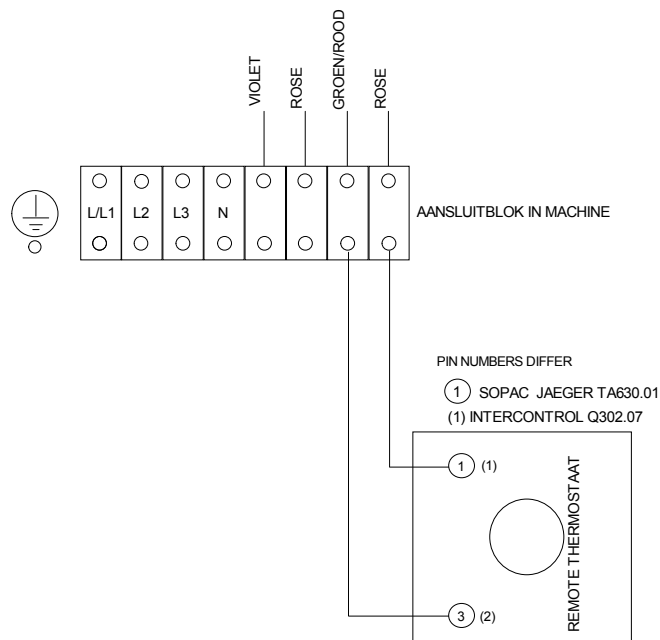 VIOLET
ROSE
GROEN/ROOD
ROSE
L/L1 L2 L3 N
AANSLUITBLOK IN MACHINE
PIN NUMBERS DIFFER
1 SOPAC JAEGER TA630.01
(1) INTERCONTROL Q302.07
1 (1)
REMOTE THERMOSTAAT
3 (2)